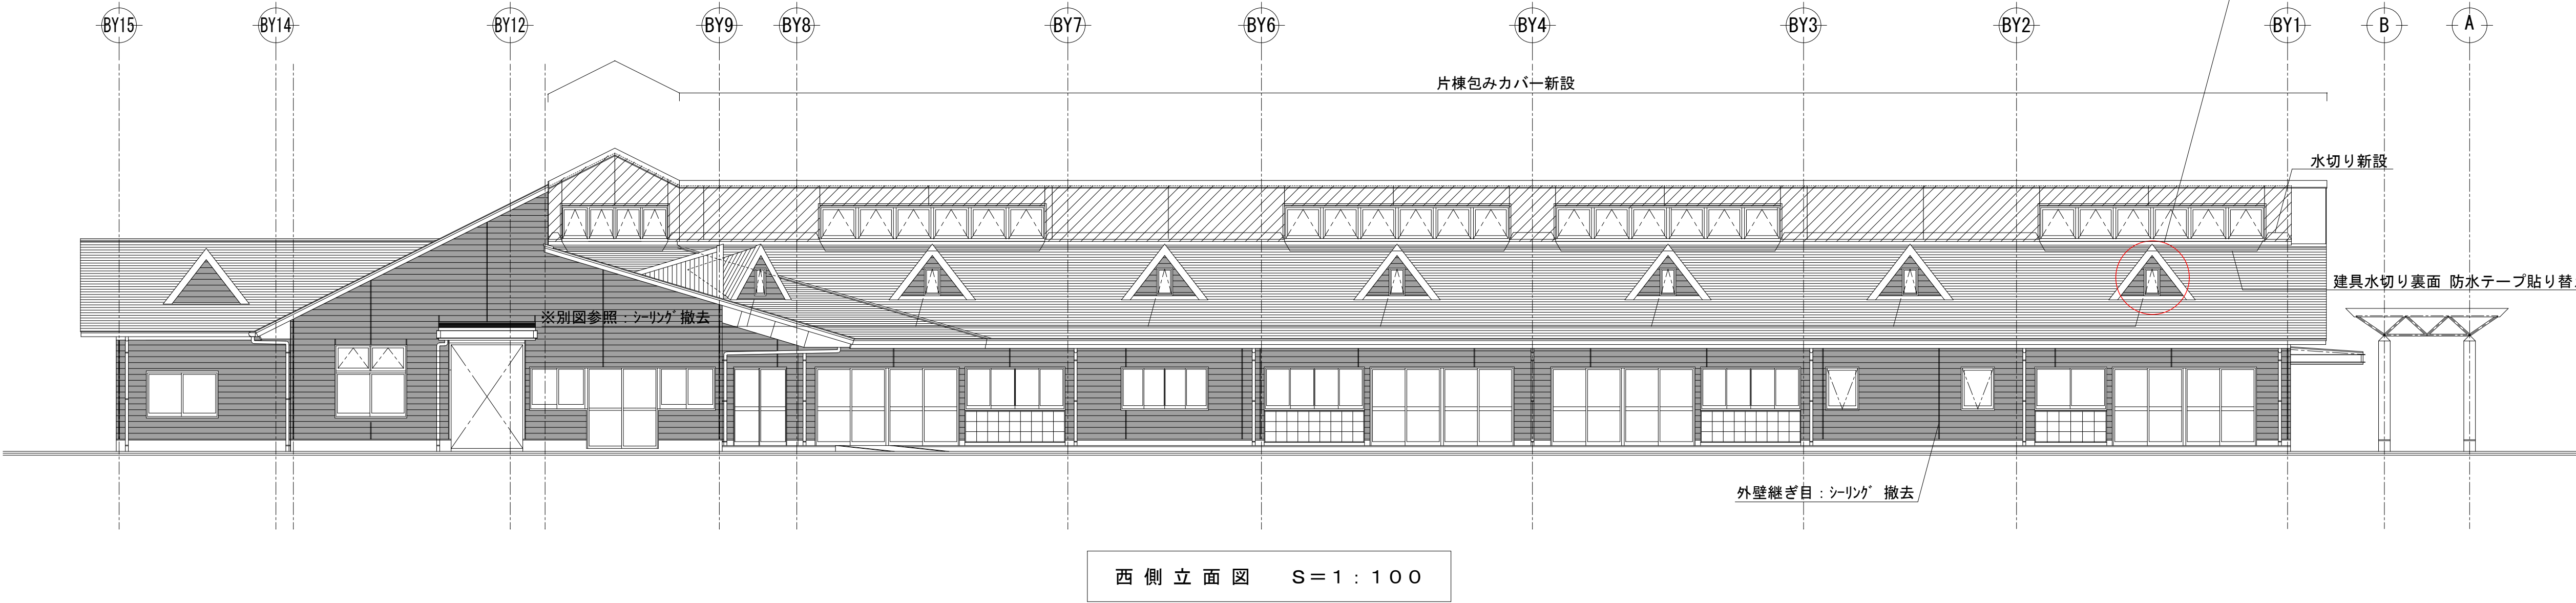 BY15 BY14 BY12 BY9 BY8 BY7 BY6 BY4 BY3 BY2 BY1 B A
片棟包みカバー新設
水切り新設
建具水切り裏面 防水テープ貼り替
※別図参照：ｼｰﾘﾝｸﾞ撤去
外壁継ぎ目：ｼｰﾘﾝｸﾞ 撤去
西側立面図 S＝1：100